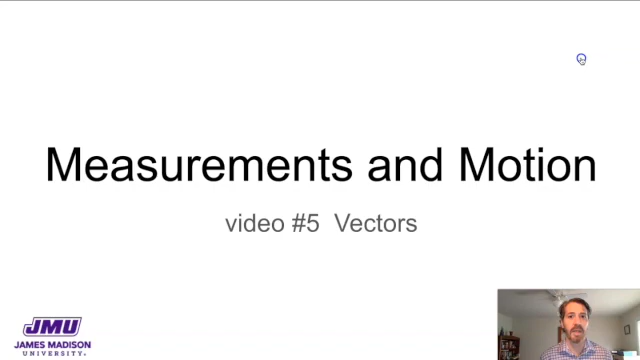 Measurements and Motion
video #5 Vectors
JMU
JAMES MADISON
UNIVERSITY.